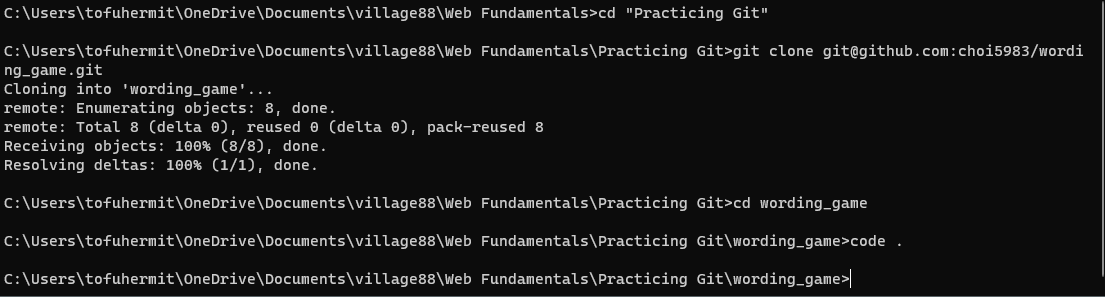 C:\Users\tofuhermit\OneDrive\Documents\village88\Web Fundamentals>cd "Practicing Git"
C:\Users\tofuhermit\OneDrive\Documents\village88\Web Fundamentals\Practicing Git>git clone git@github.com:choi5983/wordi
ng_game.git
Cloning into 'wording_game'...
remote: Enumerating objects: 8, done.
remote: Total 8 (delta 0), reused 0 (delta 0), pack-reused 8
Receiving objects: 100% (8/8), done.
Resolving deltas: 100% (1/1), done.
C:\Users\tofuhermit\OneDrive\Documents\village88\Web Fundamentals\Practicing Git>cd wording_game
C:\Users\tofuhermit\OneDrive\Documents\village88\Web Fundamentals\Practicing Git\wording_game>code .
C:\Users\tofuhermit\OneDrive\Documents\village88\Web Fundamentals\Practicing Git\wording_game>